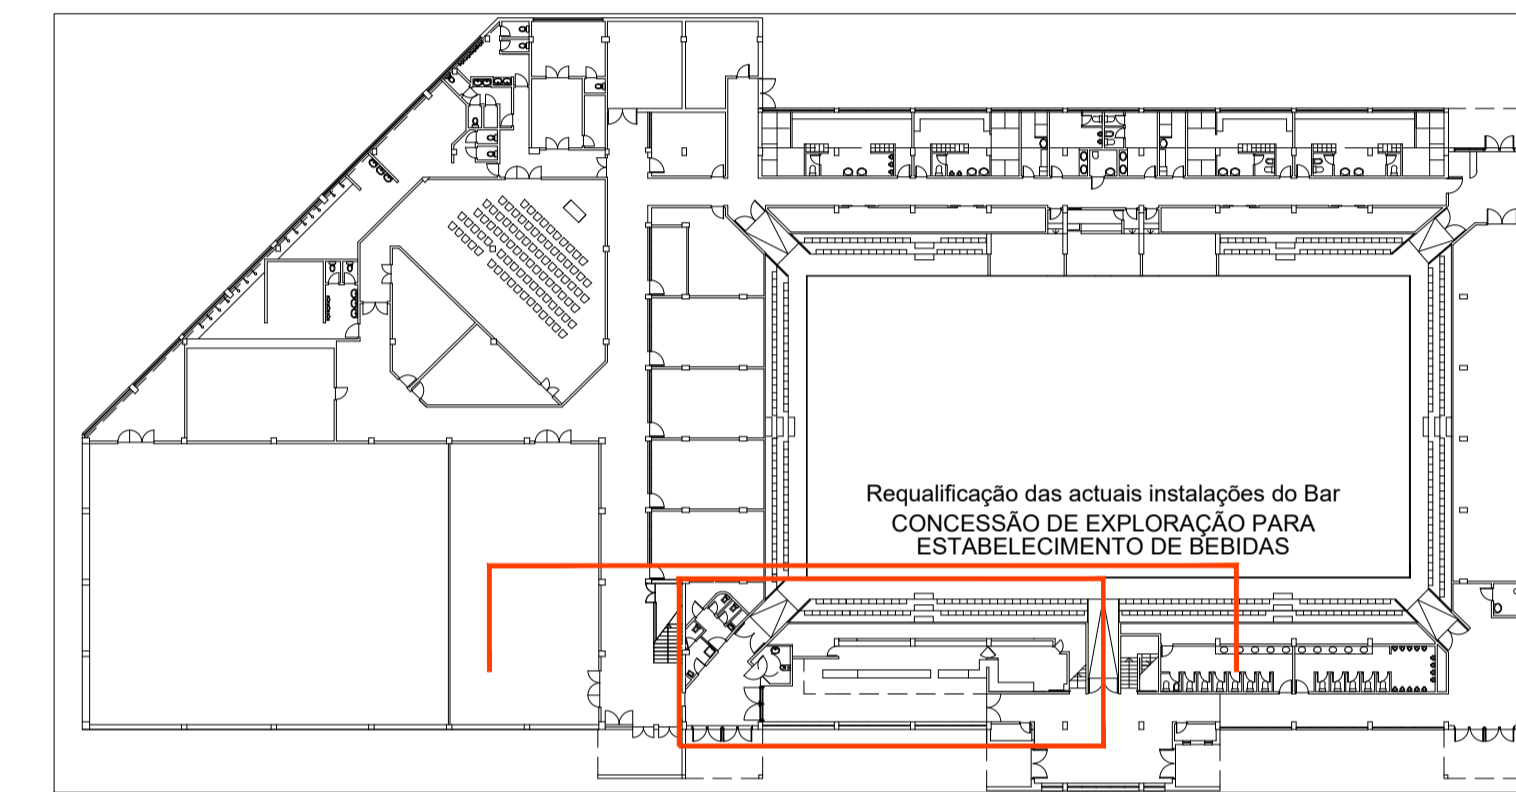 Requalificação das actuais instalações do Bar
CONCESSÃO DE EXPLORAÇÃO PARA
ESTABELECIMENTO DE BEBIDAS